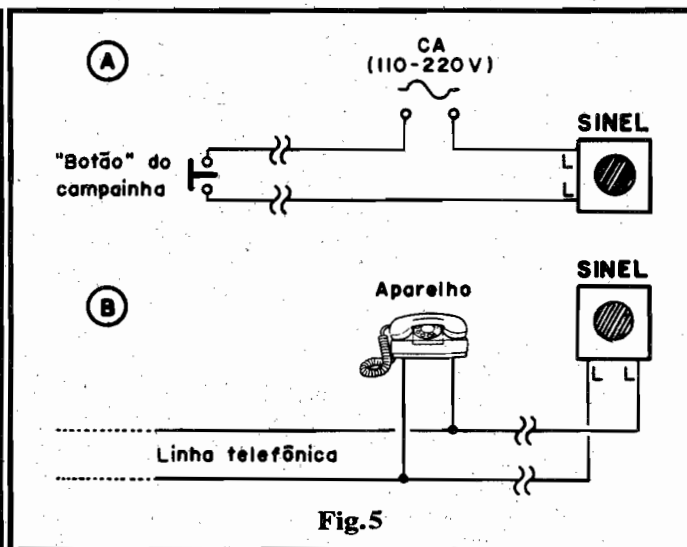 A
CA
(110-220V)
SINEL
"Botão" do
campainha
L
L
B
Aparelho
SINEL
L L
Linha telefônica
Fig.5